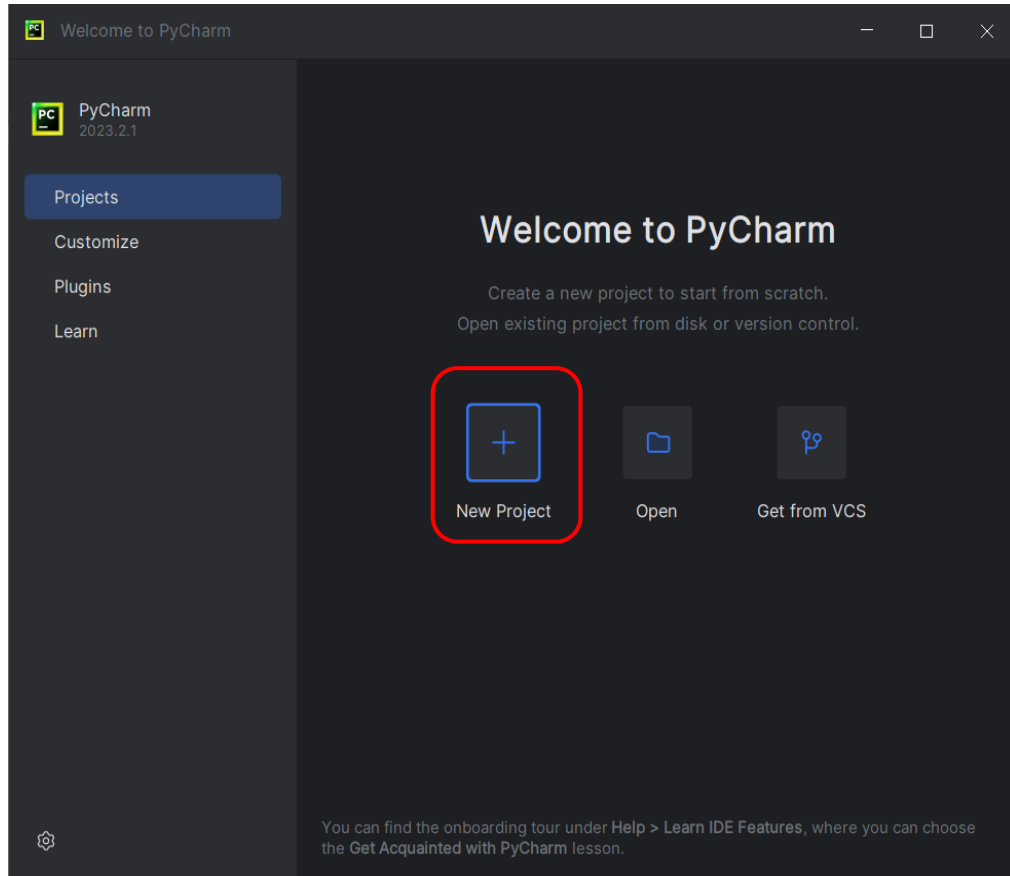 PC
Welcome to PyCharm
PC
PyCharm
2023.2.1
Projects
Customize
Plugins
Learn
Welcome to PyCharm
Create a new project to start from scratch.
Open existing project from disk or version control.
New Project
Open
Get from VCS
You can find the onboarding tour under Help > Learn IDE Features, where you can choose
the Get Acquainted with PyCharm lesson.